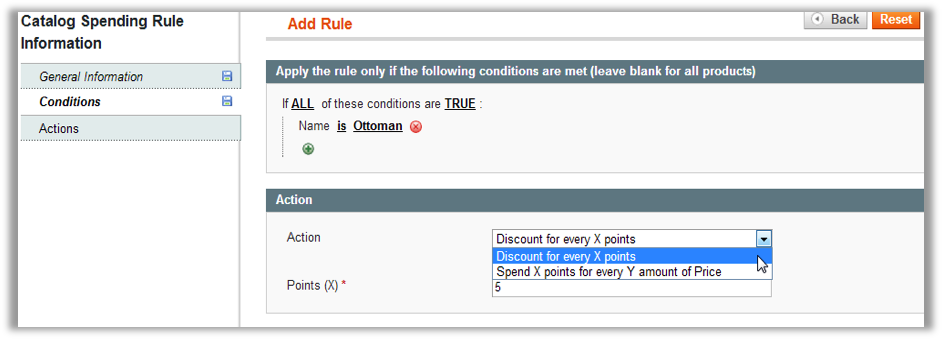 Catalog Spending Rule
Information
General Information
Conditions
Actions
Add Rule
Back
Reset
Apply the rule only if the following conditions are met (leave blank for all products)
If ALL of these conditions are TRUE :
Name is Ottoman
Action
Action
Discount for every X points
Discount for every X points
Spend X points for every Y amount of Price
Points (X) *
5